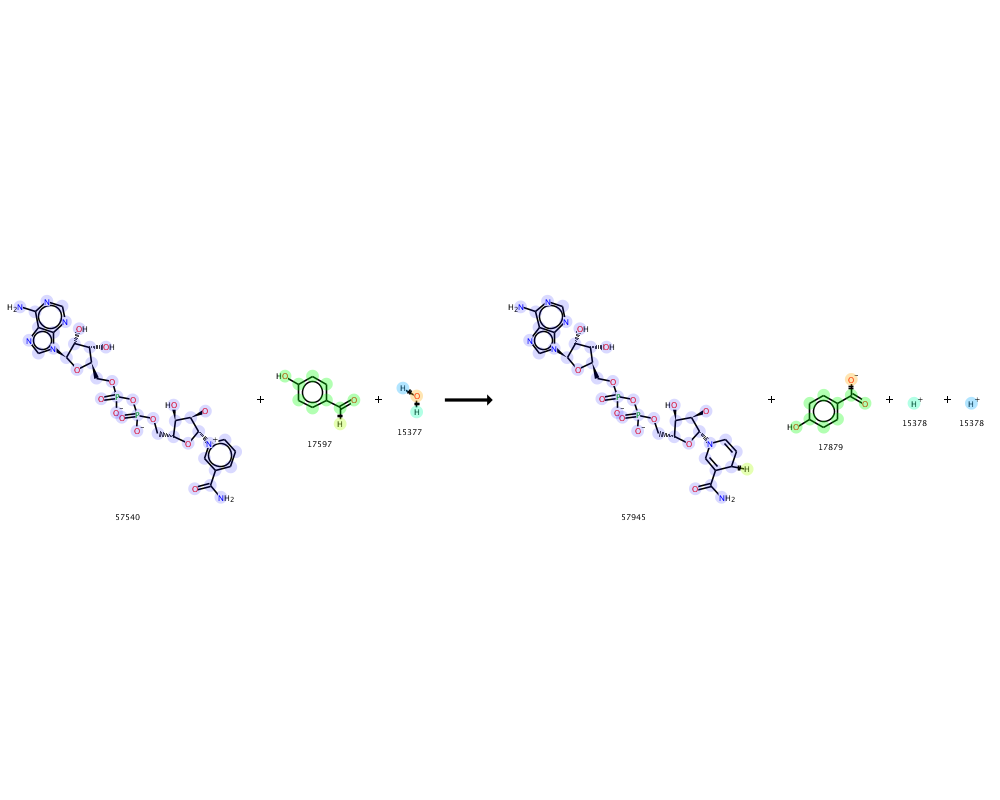 H₂N N N N N OH OH O O O P O O⁻ O P O O⁻ O HO O O N⁺ O NH₂
57540
+
HO O H
17597
+
H O H
15377
H₂N N N N N OH OH O O O P O O⁻ O P O O⁻ O HO O O N H O NH₂
57945
+
O⁻ O HO
17879
+
H⁺
15378
+
H⁺
15378